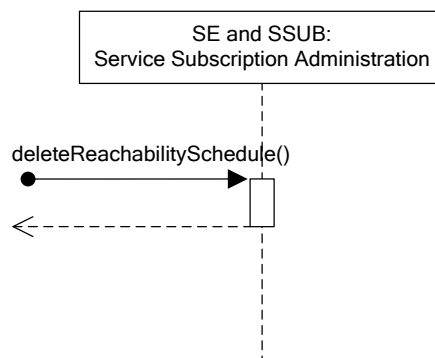 SE and SSUB:
Service Subscription Administration
deleteReachabilitySchedule()